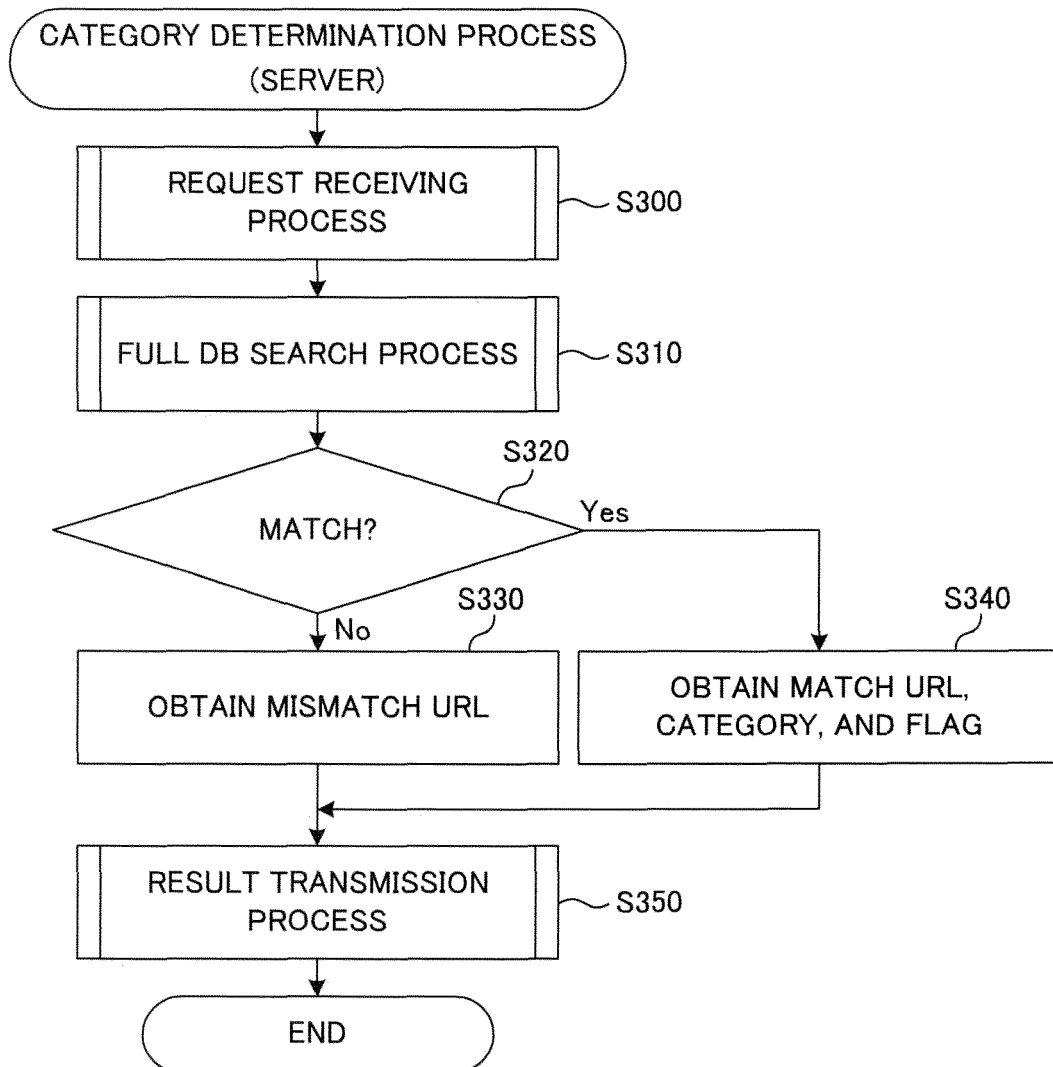 CATEGORY DETERMINATION PROCESS
(SERVER)
REQUEST RECEIVING
PROCESS
S300
FULL DB SEARCH PROCESS
S310
S320
MATCH?
Yes
No
S330
OBTAIN MISMATCH URL
S340
OBTAIN MATCH URL,
CATEGORY, AND FLAG
RESULT TRANSMISSION
PROCESS
S350
END